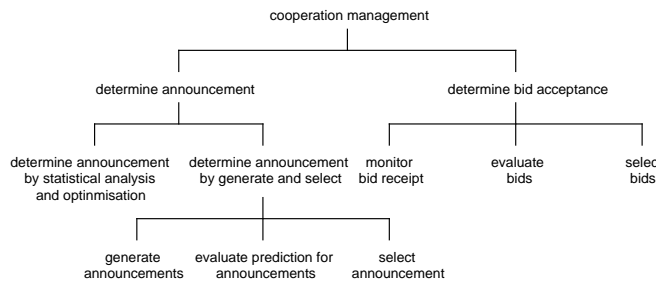 cooperation management
determine announcement
determine bid acceptance
determine announcement
by statistical analysis
and optinmisation
determine announcement
by generate and select
monitor
bid receipt
evaluate
bids
selec
bids
generate
announcements
evaluate prediction for
announcements
select
announcement